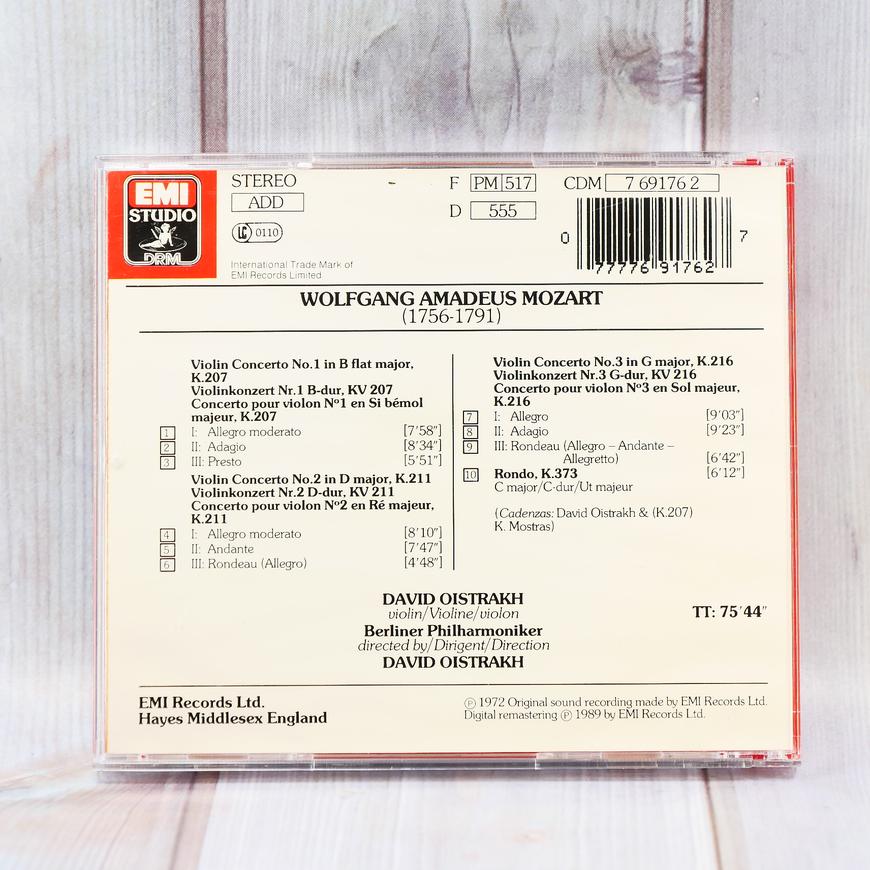 EMI
STUDIO
DRM
STEREO
ADD
LC 0110
International Trade Mark of
EMI Records Limited
F PM 517
D 555
CDM 7 69176 2
0 77776 91762 7
WOLFGANG AMADEUS MOZART
(1756-1791)
Violin Concerto No.1 in B flat major,
K.207
Violinkonzert Nr.1 B-dur, KV 207
Concerto pour violon Nº1 en Si bémol
majeur, K.207
1 I: Allegro moderato [7'58"]
2 II: Adagio [8'34"]
3 III: Presto [5'51"]
Violin Concerto No.2 in D major, K.211
Violinkonzert Nr.2 D-dur, KV 211
Concerto pour violon Nº2 en Ré majeur,
K.211
4 I: Allegro moderato [8'10"]
5 II: Andante [7'47"]
6 III: Rondeau (Allegro) [4'48"]
Violin Concerto No.3 in G major, K.216
Violinkonzert Nr.3 G-dur, KV 216
Concerto pour violon Nº3 en Sol majeur,
K.216
7 I: Allegro [9'03"]
8 II: Adagio [9'23"]
9 III: Rondeau (Allegro – Andante –
Allegretto) [6'42"]
10 Rondo, K.373 [6'12"]
C major/C-dur/Ut majeur
(Cadenzas: David Oistrakh & (K.207)
K. Mostras)
DAVID OISTRAKH
violin/Violine/violon
Berliner Philharmoniker
directed by/Dirigent/Direction
DAVID OISTRAKH
TT: 75'44"
EMI Records Ltd.
Hayes Middlesex England
℗ 1972 Original sound recording made by EMI Records Ltd.
Digital remastering ℗ 1989 by EMI Records Ltd.